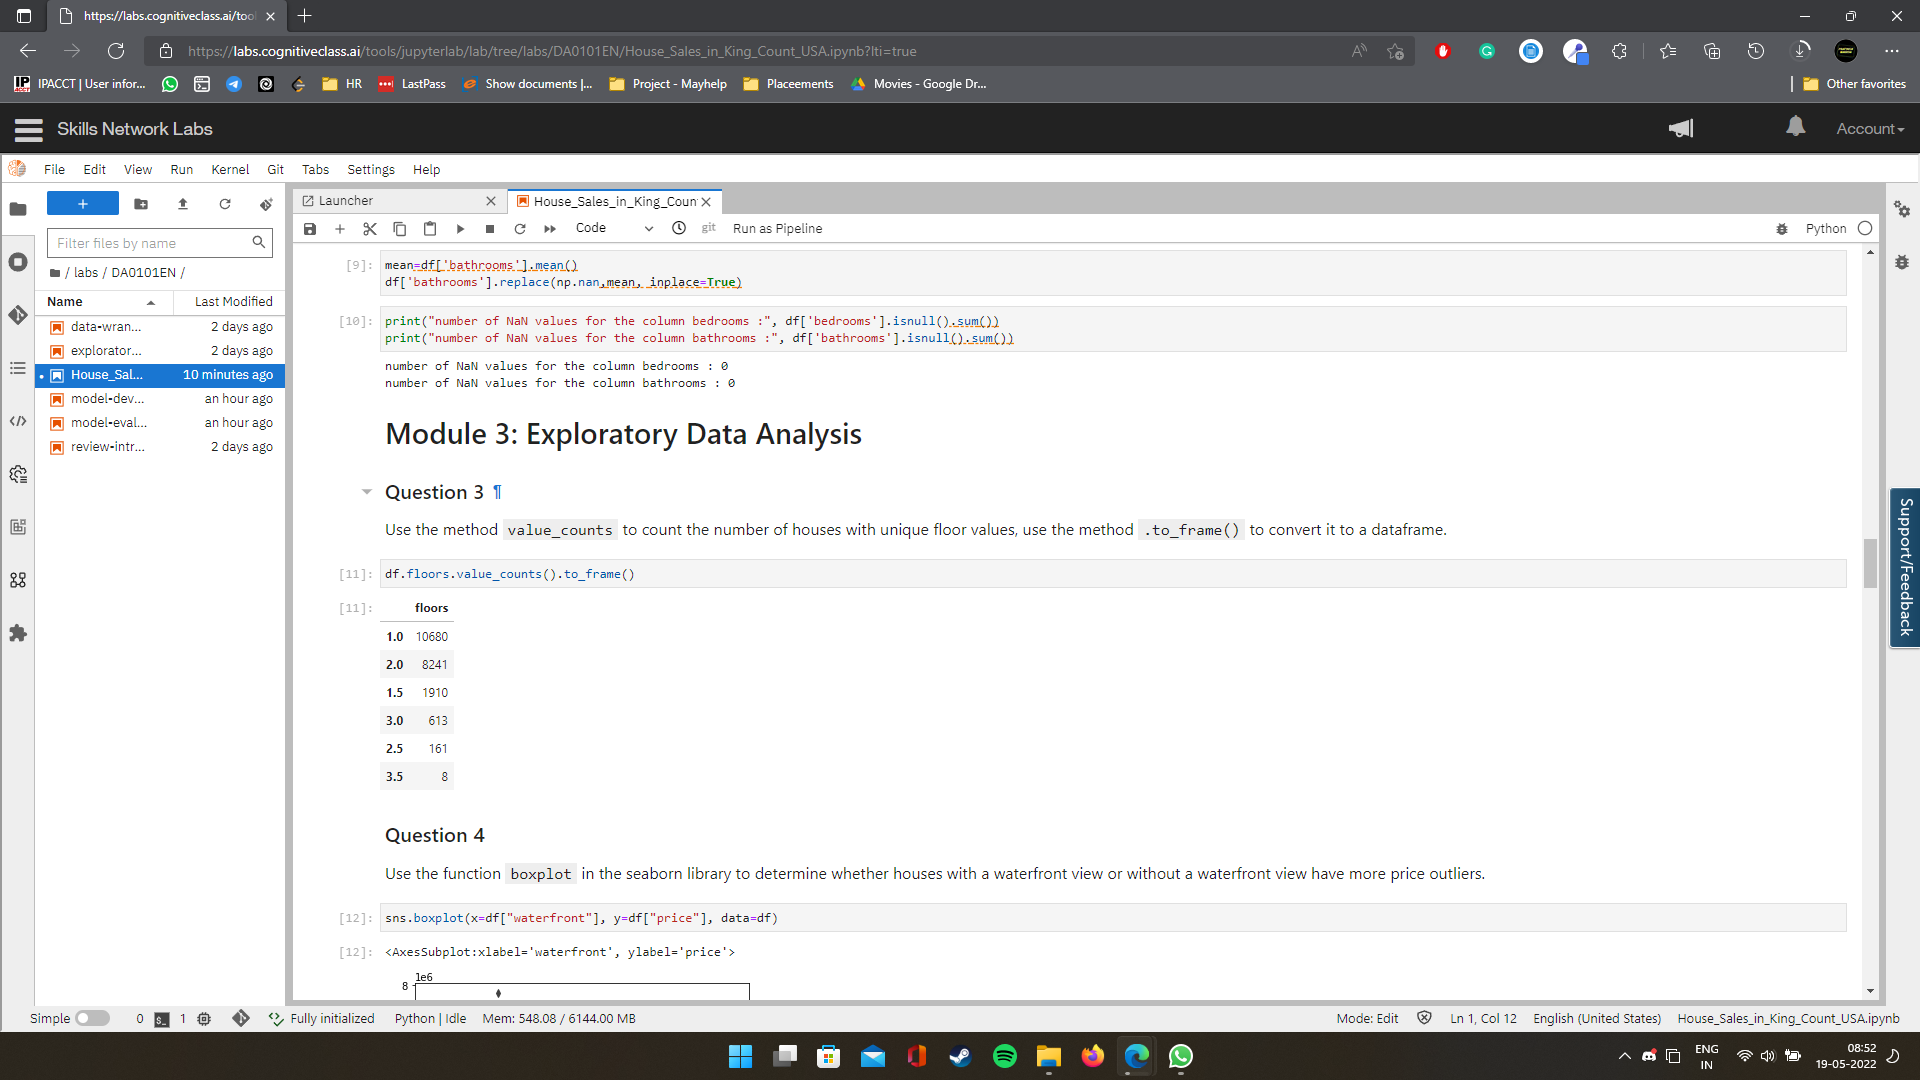 https://labs.cognitiveclass.ai/tool
https://labs.cognitiveclass.ai/tools/jupyterlab/lab/tree/labs/DA0101EN/House_Sales_in_King_Count_USA.ipynb?lti=true
IPACCT | User infor... HR LastPass Show documents |... Project - Mayhelp Placeements Movies - Google Dr... Other favorites
Skills Network Labs Account
File Edit View Run Kernel Git Tabs Settings Help
Launcher House_Sales_in_King_Coun
Code git Run as Pipeline Python
Filter files by name
/ labs / DA0101EN /
Name Last Modified
data-wran... 2 days ago
explorator... 2 days ago
House_Sal... 10 minutes ago
model-dev... an hour ago
model-eval... an hour ago
review-intr... 2 days ago
[9]: mean=df['bathrooms'].mean()
df['bathrooms'].replace(np.nan,mean, inplace=True)
[10]: print("number of NaN values for the column bedrooms :", df['bedrooms'].isnull().sum())
print("number of NaN values for the column bathrooms :", df['bathrooms'].isnull().sum())
number of NaN values for the column bedrooms : 0
number of NaN values for the column bathrooms : 0
Module 3: Exploratory Data Analysis
Question 3 ¶
Use the method value_counts to count the number of houses with unique floor values, use the method .to_frame() to convert it to a dataframe.
[11]: df.floors.value_counts().to_frame()
[11]: floors
1.0 10680
2.0 8241
1.5 1910
3.0 613
2.5 161
3.5 8
Question 4
Use the function boxplot in the seaborn library to determine whether houses with a waterfront view or without a waterfront view have more price outliers.
[12]: sns.boxplot(x=df["waterfront"], y=df["price"], data=df)
[12]: <AxesSubplot:xlabel='waterfront', ylabel='price'>
1e6
8
Support/Feedback
Simple 0 1 Fully initialized Python | Idle Mem: 548.08 / 6144.00 MB Mode: Edit Ln 1, Col 12 English (United States) House_Sales_in_King_Count_USA.ipynb
ENG
IN
08:52
19-05-2022